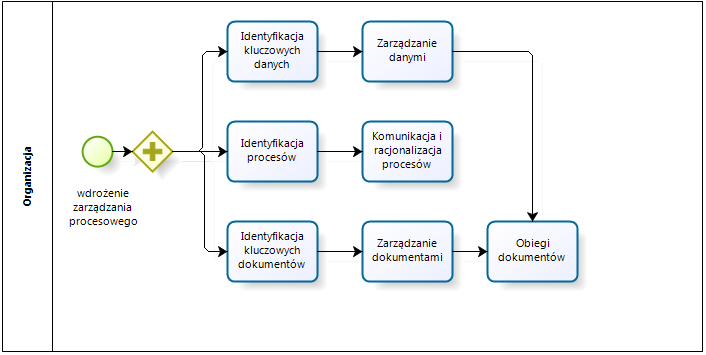 Organizacja
wdrożenie
zarządzania
procesowego
Identyfikacja
kluczowych
danych
Zarządzanie
danymi
Identyfikacja
procesów
Komunikacja i
racjonalizacja
procesów
Identyfikacja
kluczowych
dokumentów
Zarządzanie
dokumentami
Obiegi
dokumentów